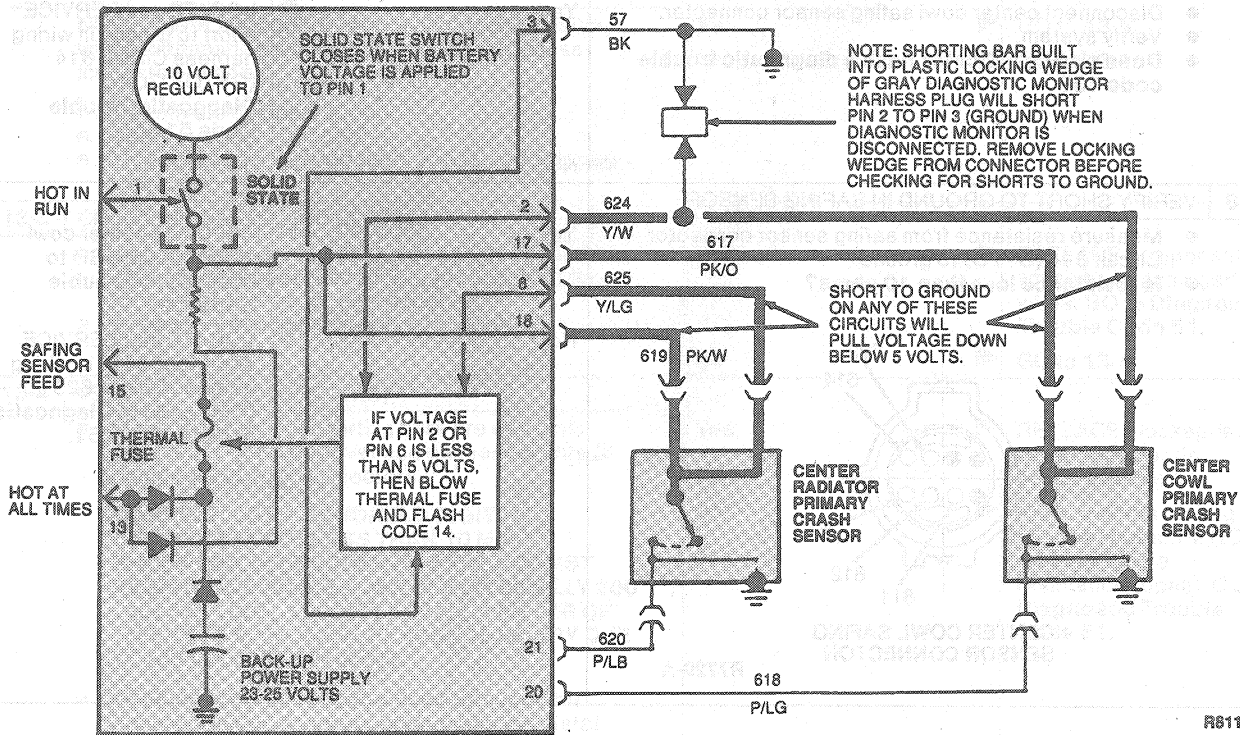 10 VOLT
REGULATOR
SOLID STATE SWITCH
CLOSES WHEN BATTERY
VOLTAGE IS APPLIED
TO PIN 1
3
57
BK
NOTE: SHORTING BAR BUILT
INTO PLASTIC LOCKING WEDGE
OF GRAY DIAGNOSTIC MONITOR
HARNESS PLUG WILL SHORT
PIN 2 TO PIN 3 (GROUND) WHEN
DIAGNOSTIC MONITOR IS
DISCONNECTED. REMOVE LOCKING
WEDGE FROM CONNECTOR BEFORE
CHECKING FOR SHORTS TO GROUND.
HOT IN
RUN
1
SOLID
STATE
2
624
Y/W
17
617
PK/O
6
625
Y/LG
18
619
PK/W
SHORT TO GROUND
ON ANY OF THESE
CIRCUITS WILL
PULL VOLTAGE DOWN
BELOW 5 VOLTS.
SAFING
SENSOR
FEED
15
THERMAL
FUSE
IF VOLTAGE
AT PIN 2 OR
PIN 6 IS LESS
THAN 5 VOLTS,
THEN BLOW
THERMAL FUSE
AND FLASH
CODE 14.
HOT AT
ALL TIMES
13
CENTER
RADIATOR
PRIMARY
CRASH
SENSOR
CENTER
COWL
PRIMARY
CRASH
SENSOR
BACK-UP
POWER SUPPLY
23-25 VOLTS
21
620
P/LB
20
618
P/LG
R811